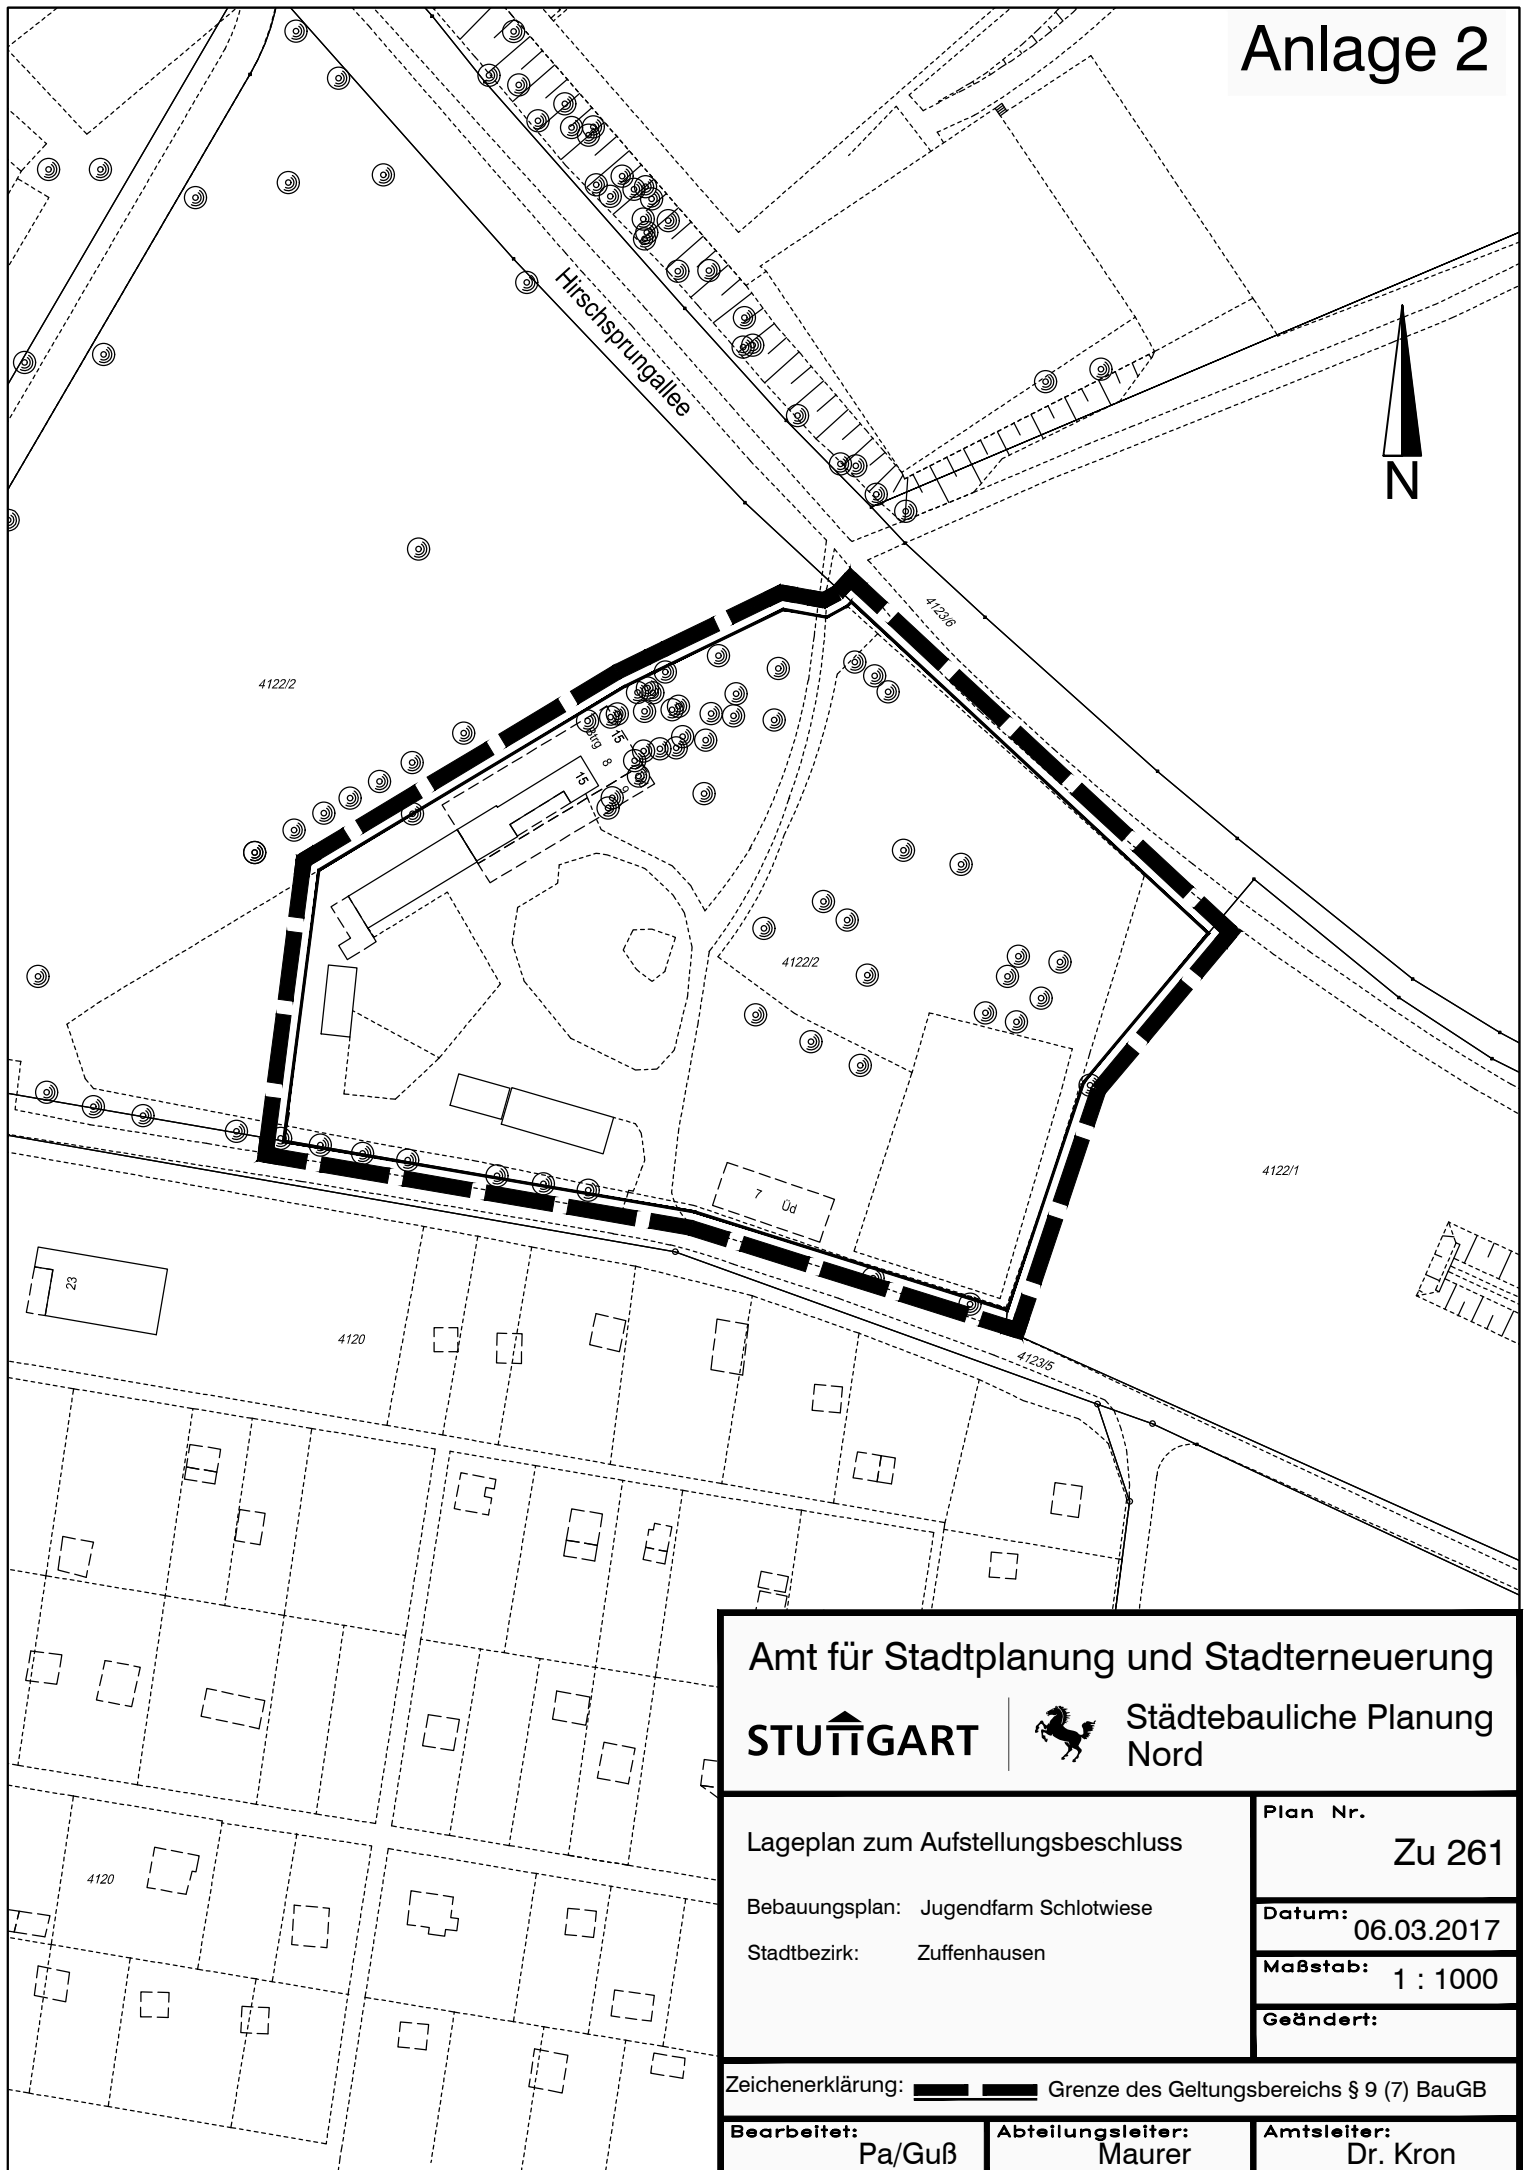 Anlage 2
Hirschsprungallee
N
4123/6
4122/2
15
Btrg
8
15
9
4122/2
4122/1
7 Üd
23
4120
4123/5
4120
Amt für Stadtplanung und Stadterneuerung
STUTTGART
Städtebauliche Planung
Nord
Lageplan zum Aufstellungsbeschluss
Bebauungsplan: Jugendfarm Schlotwiese
Stadtbezirk: Zuffenhausen
Plan Nr.
Zu 261
Datum: 06.03.2017
Maßstab: 1 : 1000
Geändert:
Zeichenerklärung: Grenze des Geltungsbereichs § 9 (7) BauGB
Bearbeitet: Pa/Guß
Abteilungsleiter: Maurer
Amtsleiter: Dr. Kron